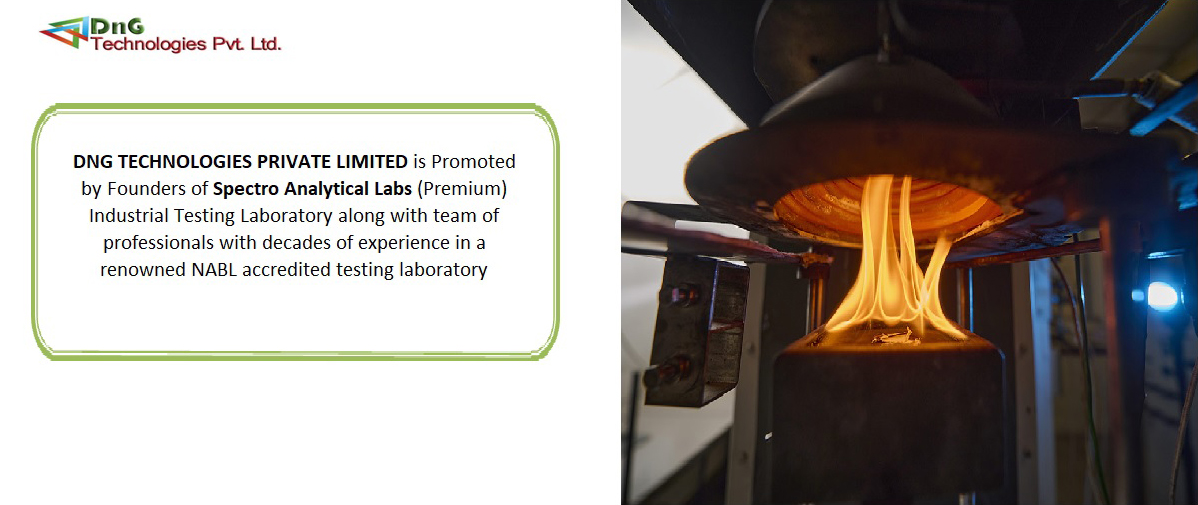 DnG
Technologies Pvt. Ltd.
DNG TECHNOLOGIES PRIVATE LIMITED is Promoted
by Founders of Spectro Analytical Labs (Premium)
Industrial Testing Laboratory along with team of
professionals with decades of experience in a
renowned NABL accredited testing laboratory